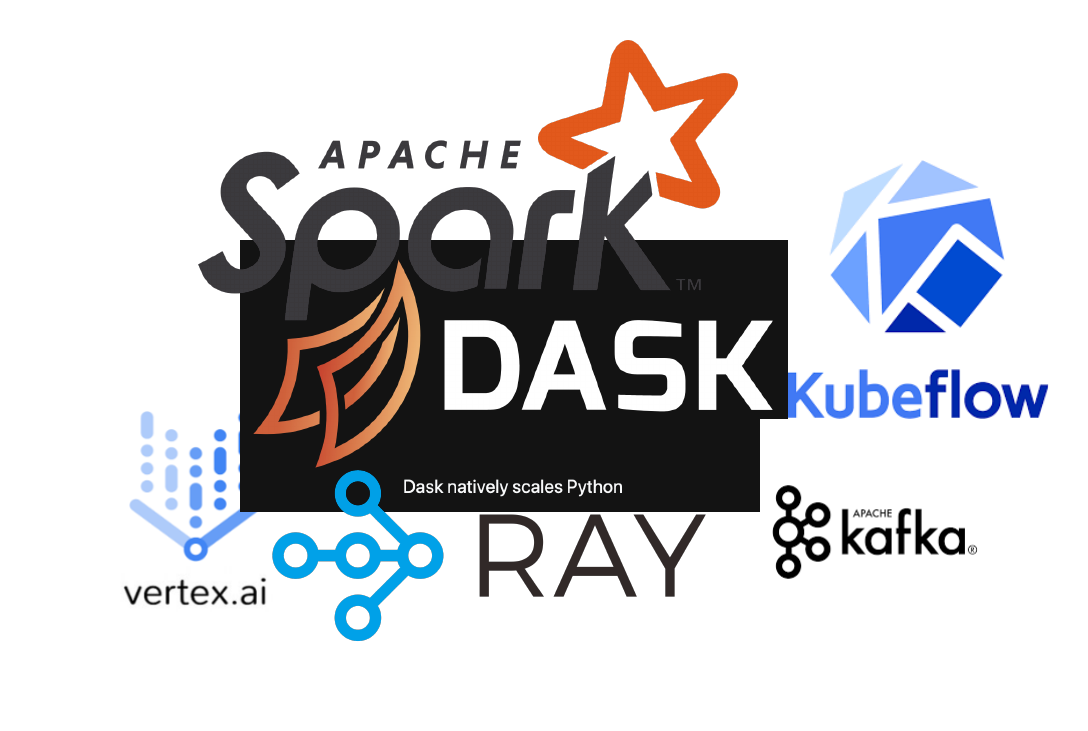 APACHE
Spark
TM
DASK
Kubeflow
Dask natively scales Python
vertex.ai
RAY
APACHE
kafka®